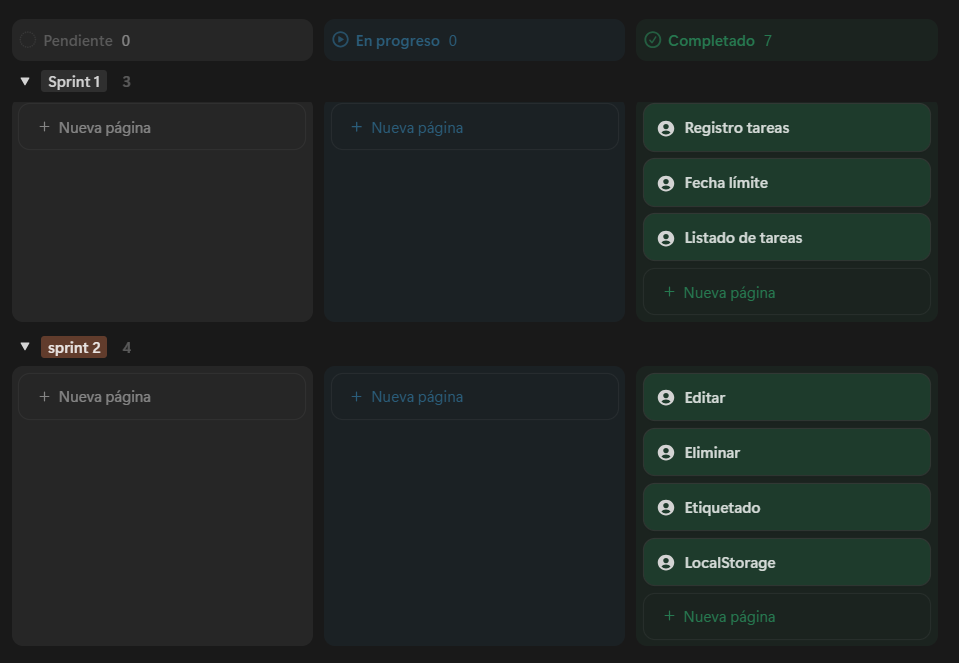 Pendiente 0
En progreso 0
Completado 7
Sprint 1 3
+ Nueva página
+ Nueva página
Registro tareas
Fecha límite
Listado de tareas
+ Nueva página
sprint 2 4
+ Nueva página
+ Nueva página
Editar
Eliminar
Etiquetado
LocalStorage
+ Nueva página